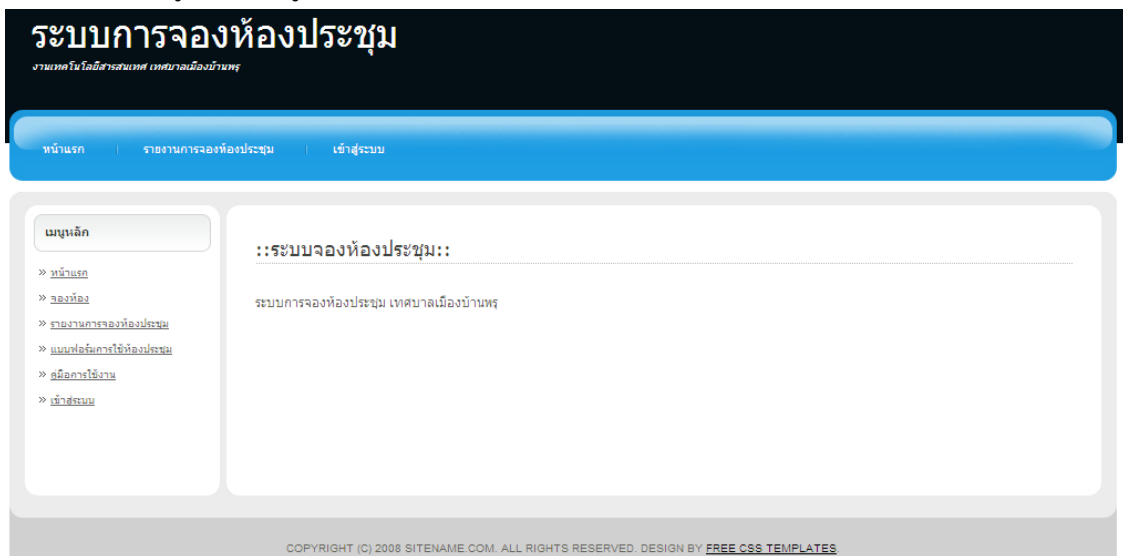 ระบบการจองห้องประชุม
งานเทคโนโลยีสารสนเทศ เทศบาลเมืองบ้านพรุ
หน้าแรก
รายงานการจองห้องประชุม
เข้าสู่ระบบ
เมนูหลัก
» หน้าแรก
» จองห้อง
» รายงานการจองห้องประชุม
» แบบฟอร์มการใช้ห้องประชุม
» คู่มือการใช้งาน
» เข้าสู่ระบบ
::ระบบจองห้องประชุม::
ระบบการจองห้องประชุม เทศบาลเมืองบ้านพรุ
COPYRIGHT (C) 2008 SITENAME.COM. ALL RIGHTS RESERVED. DESIGN BY FREE CSS TEMPLATES.